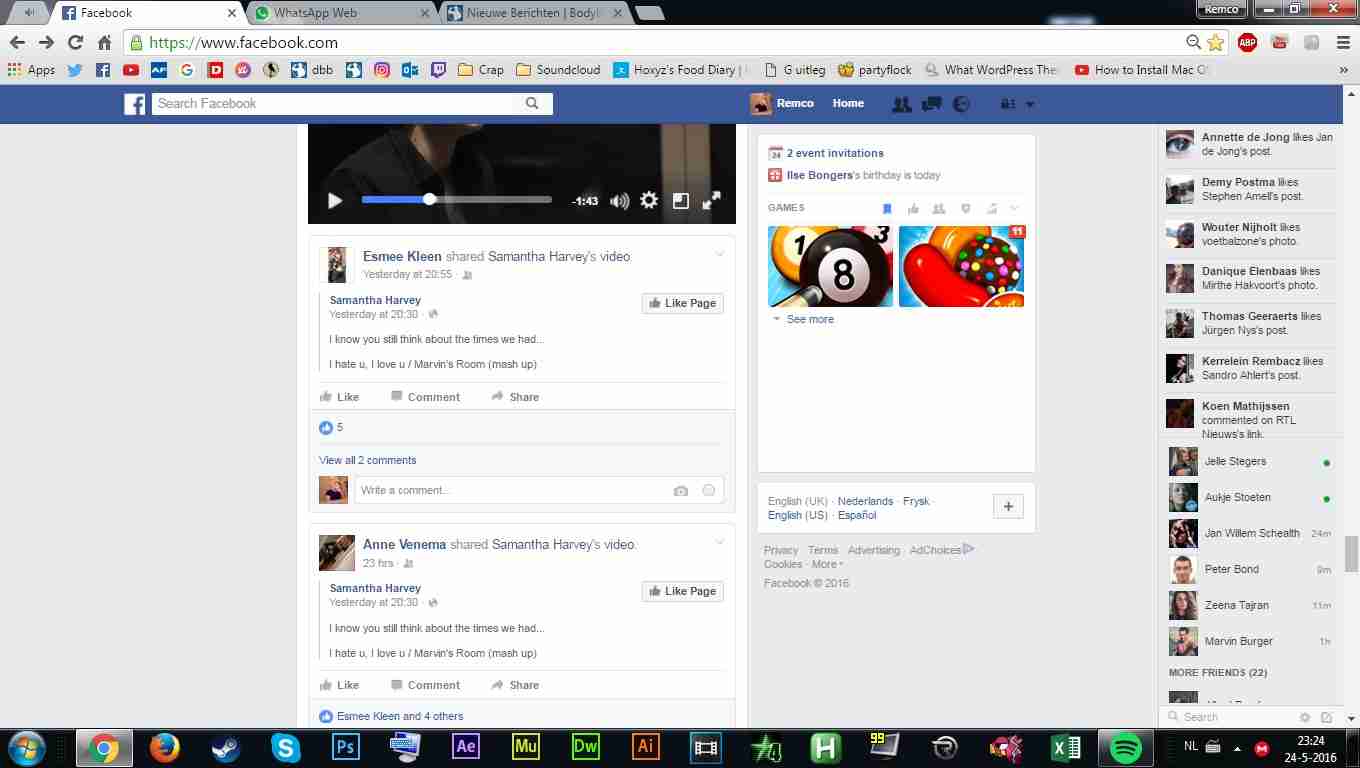 Facebook
WhatsApp Web
Nieuwe Berichten | Bodyb
Remco
https://www.facebook.com
ABP
Apps
dbb
Crap
Soundcloud
Hoxyz's Food Diary |
G uitleg
partyflock
What WordPress The
How to Install Mac O
»
Search Facebook
Remco
Home
-1:43
Esmee Kleen shared Samantha Harvey's video.
Yesterday at 20:55 ·
Samantha Harvey
Yesterday at 20:30 ·
Like Page
I know you still think about the times we had...
I hate u, I love u / Marvin's Room (mash up)
Like Comment Share
5
View all 2 comments
Write a comment...
Anne Venema shared Samantha Harvey's video.
23 hrs ·
Samantha Harvey
Yesterday at 20:30 ·
Like Page
I know you still think about the times we had...
I hate u, I love u / Marvin's Room (mash up)
Like Comment Share
Esmee Kleen and 4 others
24
2 event invitations
Ilse Bongers's birthday is today
GAMES
1
3
8
11
See more
English (UK) · Nederlands · Frysk ·
English (US) · Español
+
Privacy Terms Advertising AdChoices
Cookies · More
Facebook © 2016
Annette de Jong likes Jan
de Jong's post.
Demy Postma likes
Stephen Amell's post.
Wouter Nijholt likes
voetbalzone's photo.
Danique Elenbaas likes
Mirthe Hakvoort's photo.
Thomas Geeraerts likes
Jürgen Nys's post.
Kerrelein Rembacz likes
Sandro Ahlert's post.
Koen Mathijssen
commented on RTL
Nieuws's link.
Jelle Stegers
Aukje Stoeten
Jan Willem Schealth 24m
Peter Bond 9m
Zeena Tajran 11m
Marvin Burger 1h
MORE FRIENDS (22)
Search
Ps
Ae
Mu
Dw
Ai
H
99
NL
23:24
24-5-2016